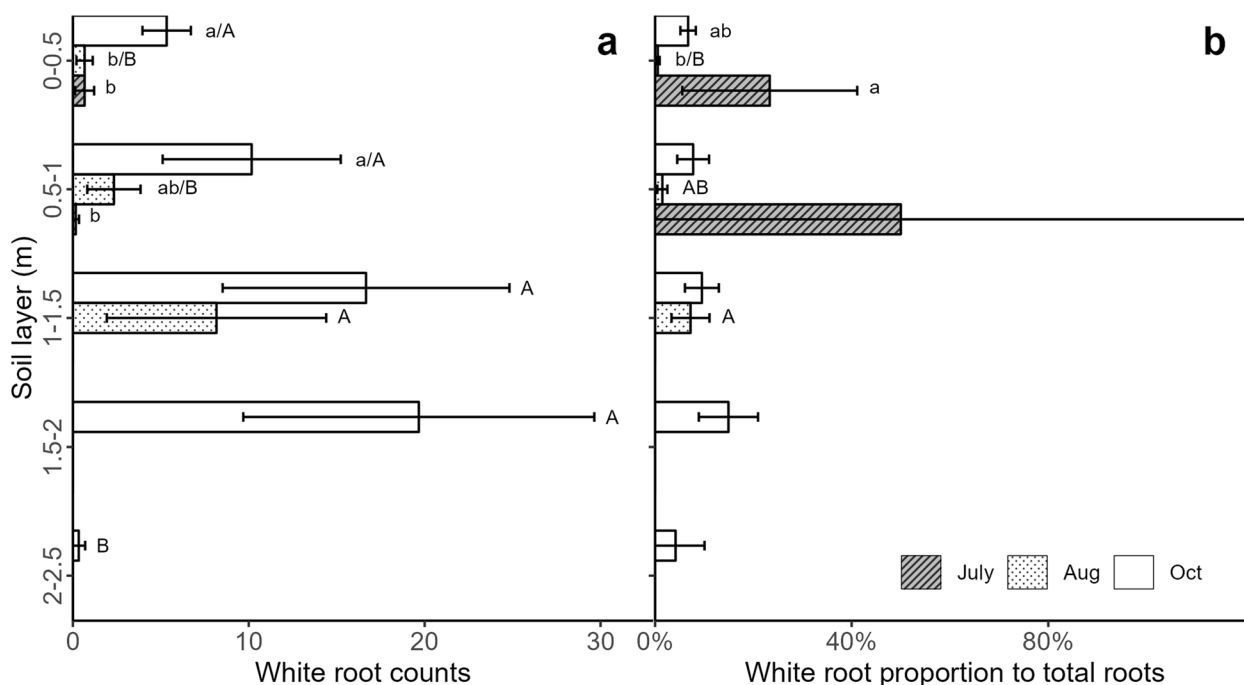 a
b
Soil layer (m)
0-0.5
0.5-1
1-1.5
1.5-2
2-2.5
a/A
b/B
b
a/A
ab/B
b
A
A
A
B
0
10
20
30
White root counts
ab
b/B
a
AB
A
July
Aug
Oct
0%
40%
80%
White root proportion to total roots